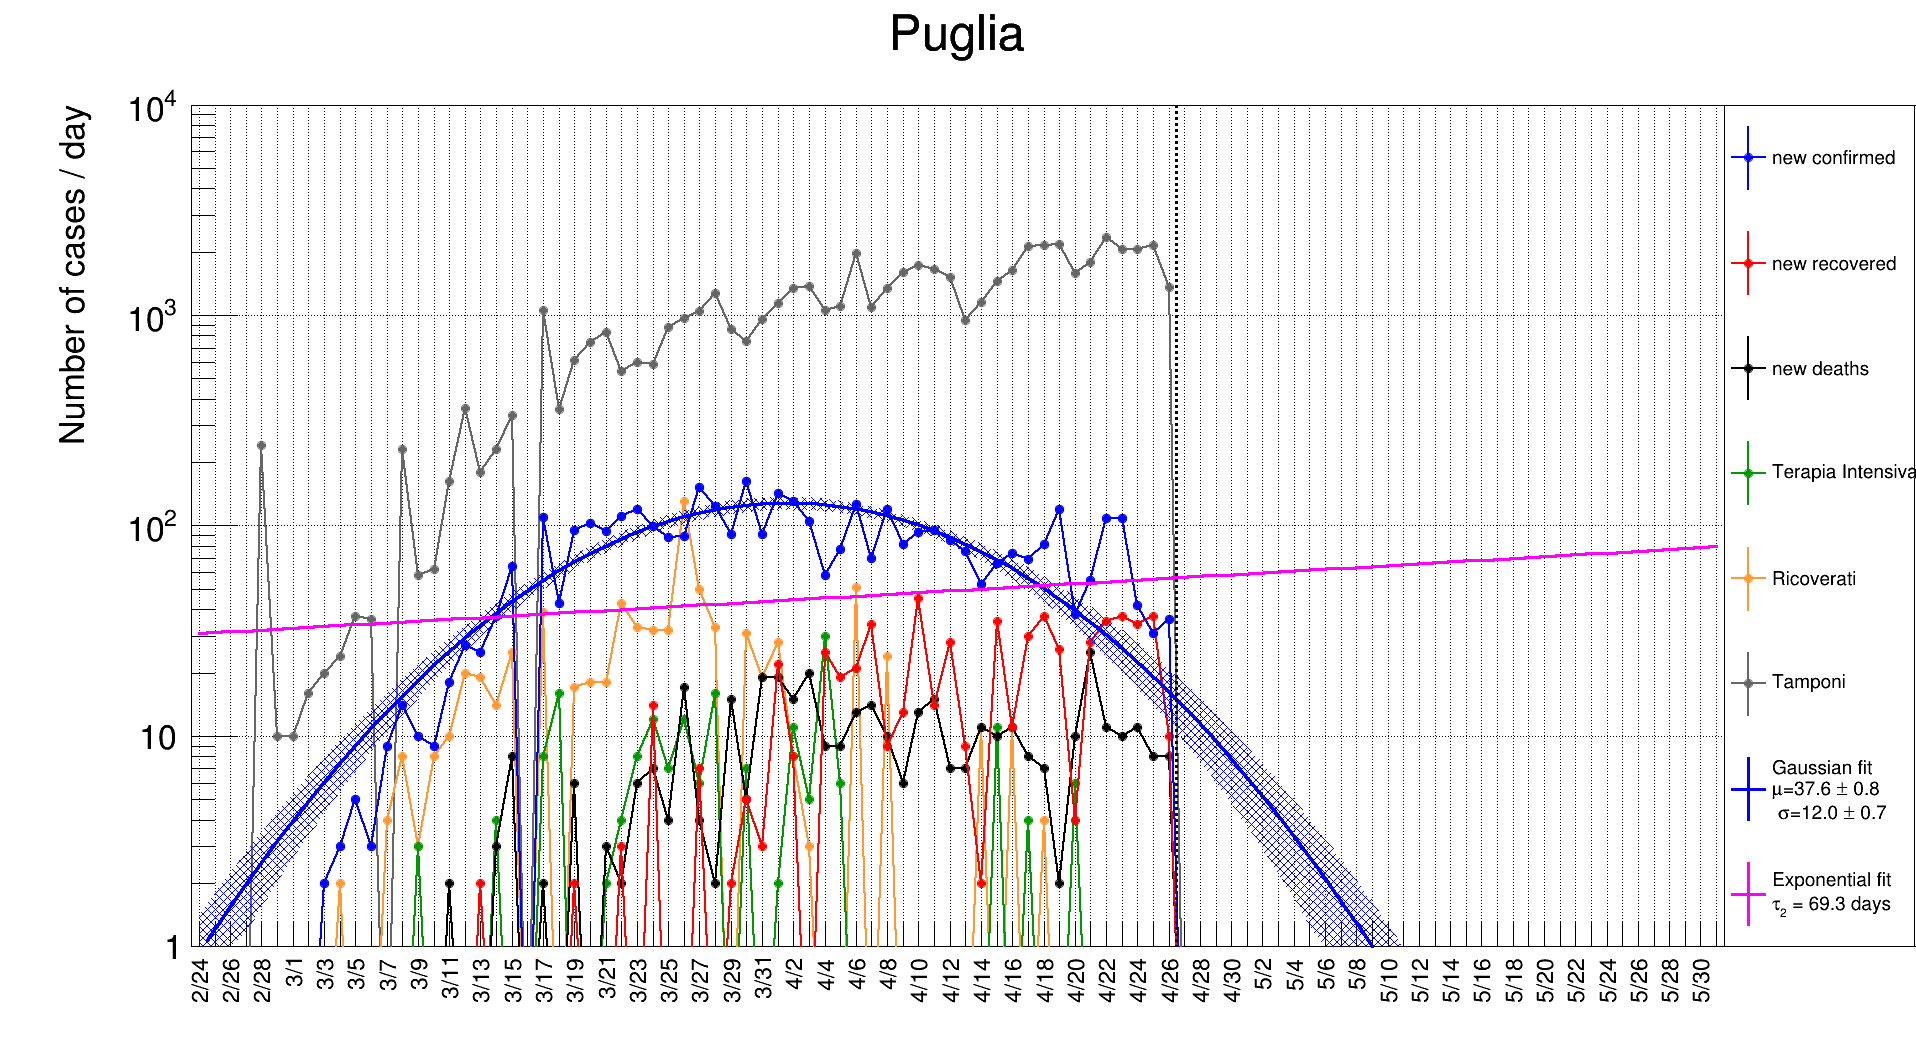 Puglia
Number of cases / day
10^4
10^3
10^2
10
1
2/24 2/26 2/28 3/1 3/3 3/5 3/7 3/9 3/11 3/13 3/15 3/17 3/19 3/21 3/23 3/25 3/27 3/29 3/31 4/2 4/4 4/6 4/8 4/10 4/12 4/14 4/16 4/18 4/20 4/22 4/24 4/26 4/28 4/30 5/2 5/4 5/6 5/8 5/10 5/12 5/14 5/16 5/18 5/20 5/22 5/24 5/26 5/28 5/30
new confirmed
new recovered
new deaths
Terapia Intensiva
Ricoverati
Tamponi
Gaussian fit
μ=37.6 ± 0.8
σ=12.0 ± 0.7
Exponential fit
τ₂ = 69.3 days